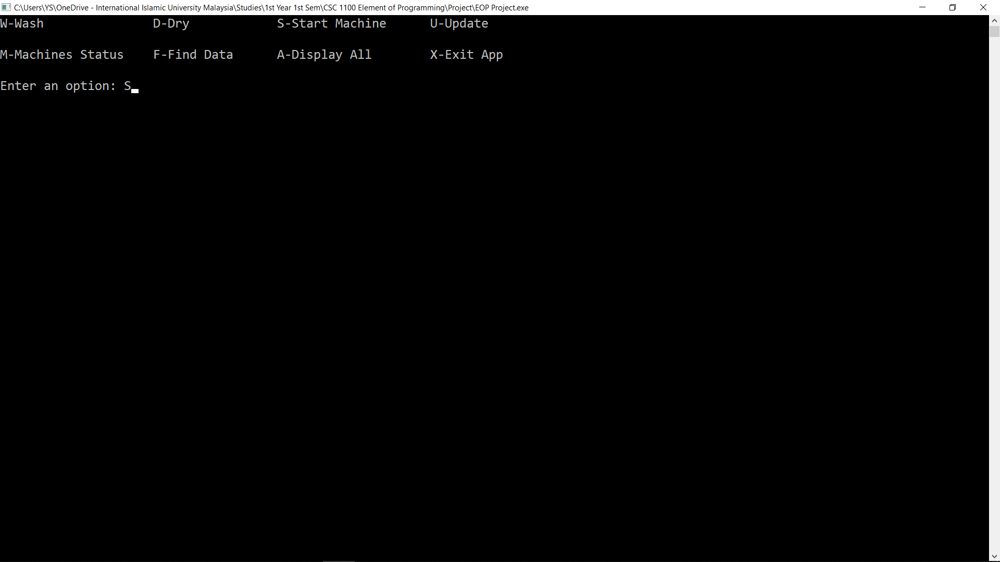 C:\Users\YS\OneDrive - International Islamic University Malaysia\Studies\1st Year 1st Sem\CSC 1100 Element of Programming\Project\EOP Project.exe
W-Wash D-Dry S-Start Machine U-Update
M-Machines Status F-Find Data A-Display All X-Exit App
Enter an option: S